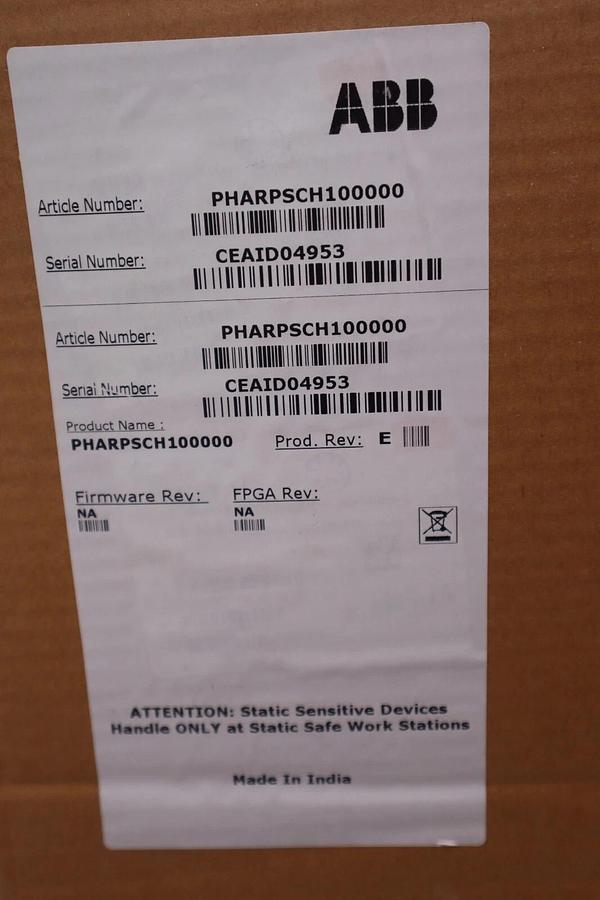 ABB
Article Number: PHARPSCH100000
Serial Number: CEAID04953
Article Number: PHARPSCH100000
Serial Number: CEAID04953
Product Name :
PHARPSCH100000 Prod. Rev: E
Firmware Rev: FPGA Rev:
NA NA
ATTENTION: Static Sensitive Devices
Handle ONLY at Static Safe Work Stations
Made In India